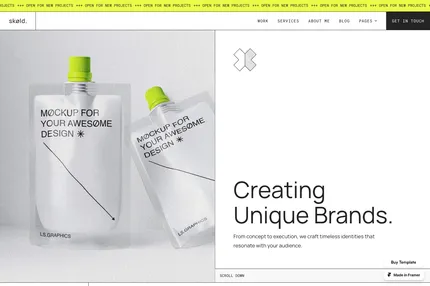 OJECTS +++ OPEN FOR NEW PROJECTS +++ OPEN FOR NEW PROJECTS +++ OPEN FOR NEW PROJECTS +++ OPEN FOR NEW PROJECTS +++ OPEN FOR NEW PROJECTS +++ OPEN FOR NEW PR
skøld.
WORK SERVICES ABOUT ME BLOG PAGES
GET IN TOUCH
MØCKUP FOR
YOUR AWESØME
DESIGN ✳
LS.GRAPHICS
MØCKUP FOR
YOUR AWESØME
DESIGN ✳
LS.GRAPHICS
Creating
Unique Brands.
From concept to execution, we craft timeless identities that
resonate with your audience.
Buy Template
SCROLL DOWN
Made in Framer